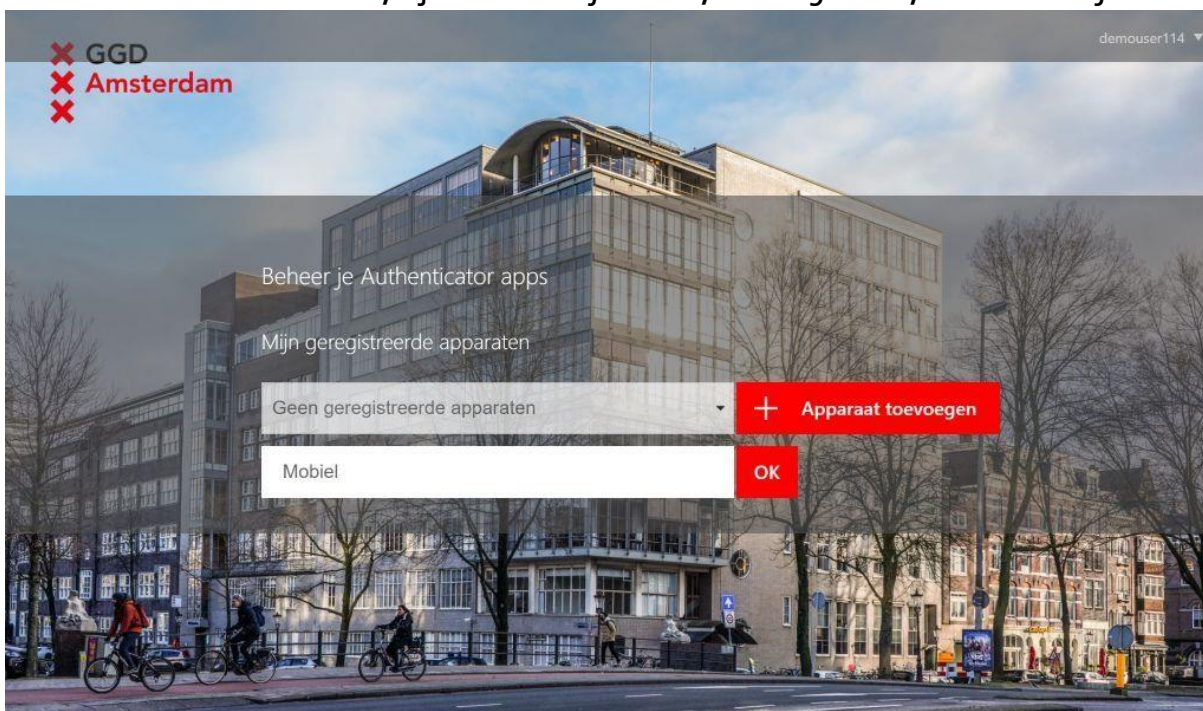 demouser114
GGD
Amsterdam
Beheer je Authenticator apps
Mijn geregistreerde apparaten
Geen geregistreerde apparaten
+ Apparaat toevoegen
Mobiel
OK